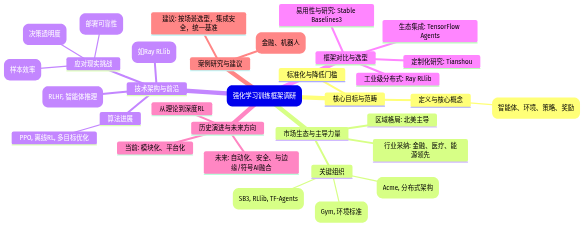 易用性与研究: Stable
Baselines3
生态集成: TensorFlow
Agents
框架对比与选型
定制化研究: Tianshou
工业级分布式: Ray RLlib
标准化与降低门槛
核心目标与范畴
定义与核心概念
智能体、环境、策略、奖励
强化学习训练框架调研
市场生态与主导力量
区域格局: 北美主导
行业采纳: 金融、医疗、能
源领先
关键组织
Acme, 分布式架构
Gym, 环境标准
SB3, RLlib, TF-Agents
历史演进与未来方向
从理论到深度RL
当前: 模块化、平台化
未来: 自动化、安全、与边
缘/符号AI融合
技术架构与前沿
如Ray RLlib
应对现实挑战
部署可靠性
决策透明度
样本效率
RLHF, 智能体推理
算法进展
PPO, 离线RL, 多目标优化
案例研究与建议
建议: 按场景选型，集成安
全，统一基准
金融、机器人